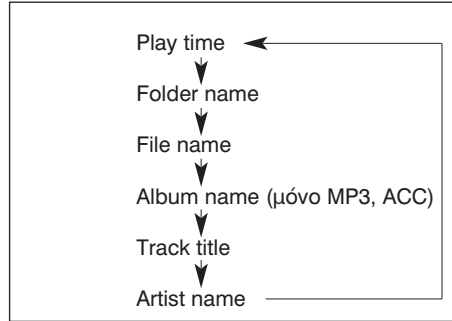 Play time
Folder name
File name
Album name (μόνο MP3, ACC)
Track title
Artist name